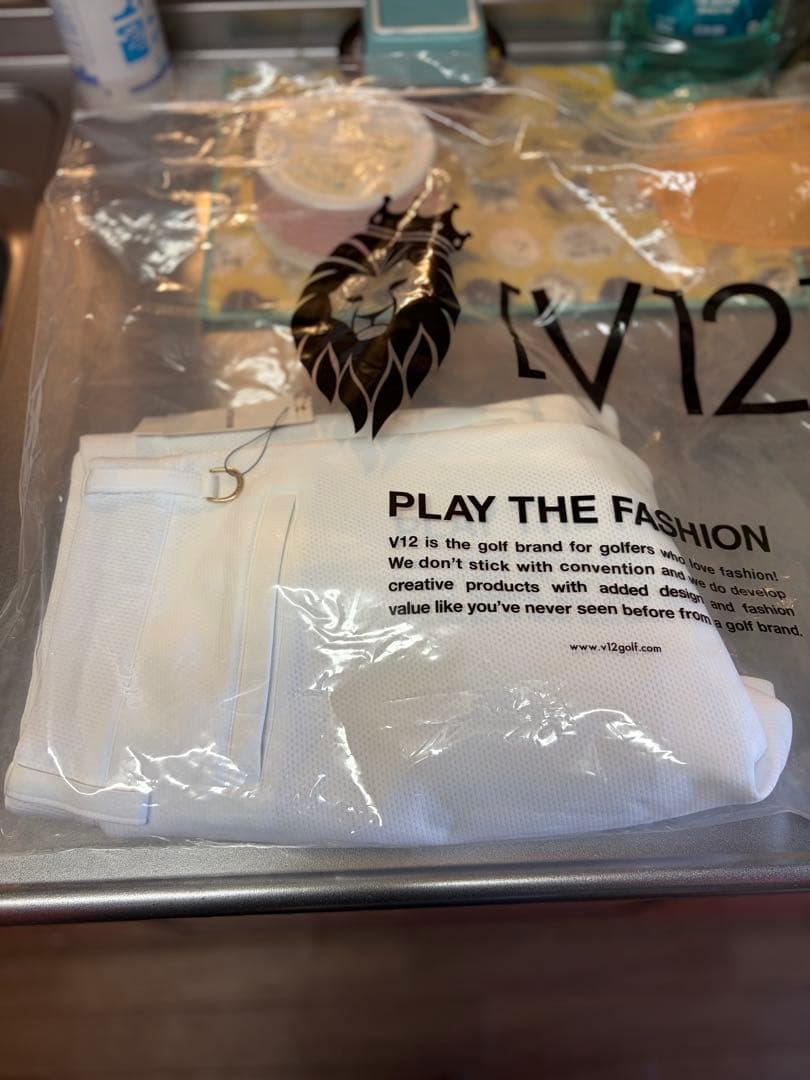 [V12]
PLAY THE FASHION
V12 is the golf brand for golfers who love fashion!
We don't stick with convention and we do develop
creative products with added design and fashion
value like you've never seen before from a golf brand.
www.v12golf.com